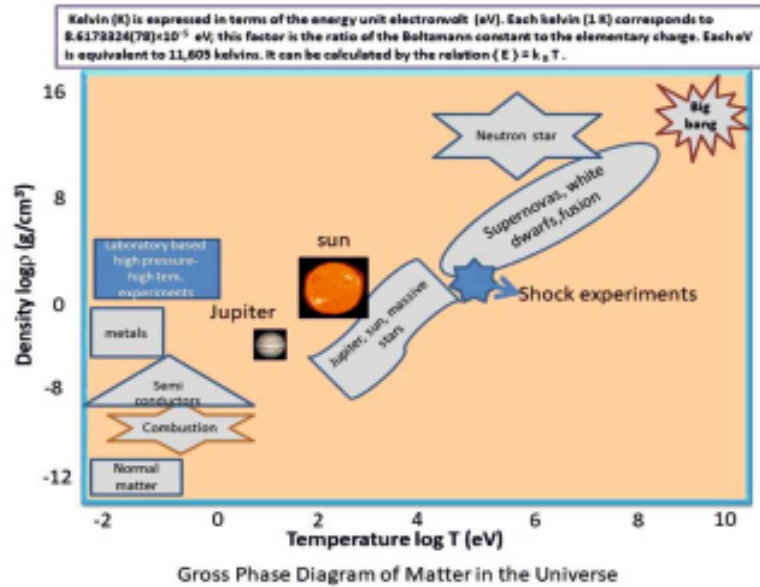 Kelvin (K) is expressed in terms of the energy unit electronvolt (eV). Each kelvin (1 K) corresponds to
8.6173324(78)×10⁻⁵ eV; this factor is the ratio of the Boltzmann constant to the elementary charge. Each eV
is equivalent to 11,605 kelvins. It can be calculated by the relation ( E ) = k_B T .
16
Big
bang
Neutron star
8
Supernovas, white
dwarfs,fusion
Density logρ (g/cm³)
Laboratory based
high pressure-
high tem.
experiments
sun
0
Shock experiments
Jupiter
Jupiter, sun, massive
stars
metals
-8
Semi
conductors
Combustion
-12
Normal
matter
-2 0 2 4 6 8 10
Temperature log T (eV)
Gross Phase Diagram of Matter in the Universe